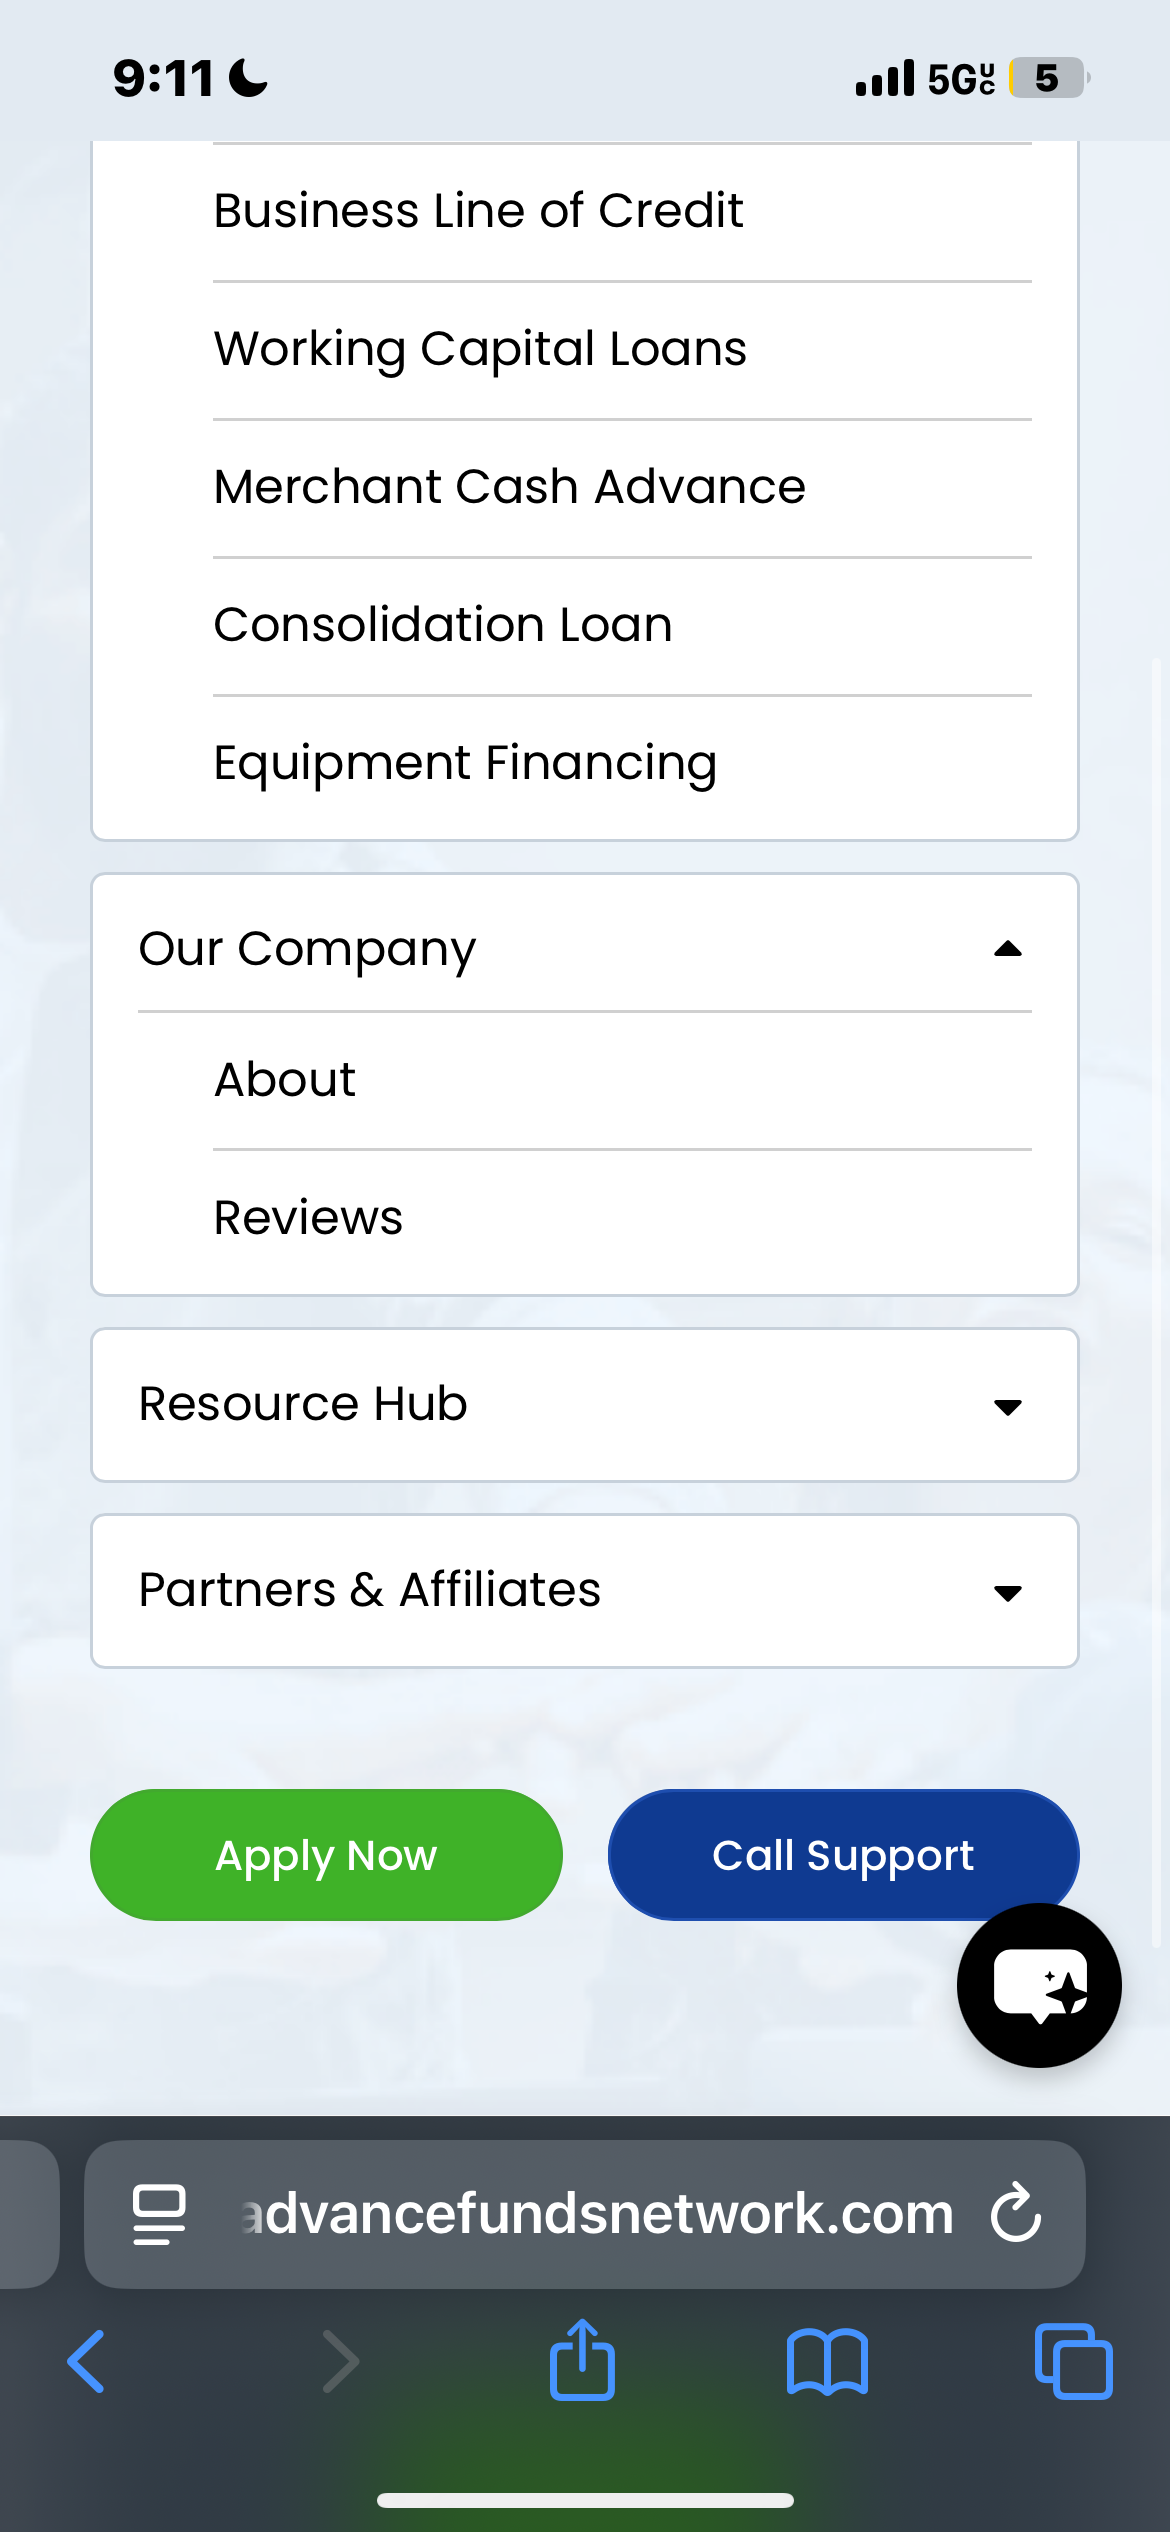 9:11 5GUC 5
Business Line of Credit
Working Capital Loans
Merchant Cash Advance
Consolidation Loan
Equipment Financing
Our Company
About
Reviews
Resource Hub
Partners & Affiliates
Apply Now Call Support
advancefundsnetwork.com